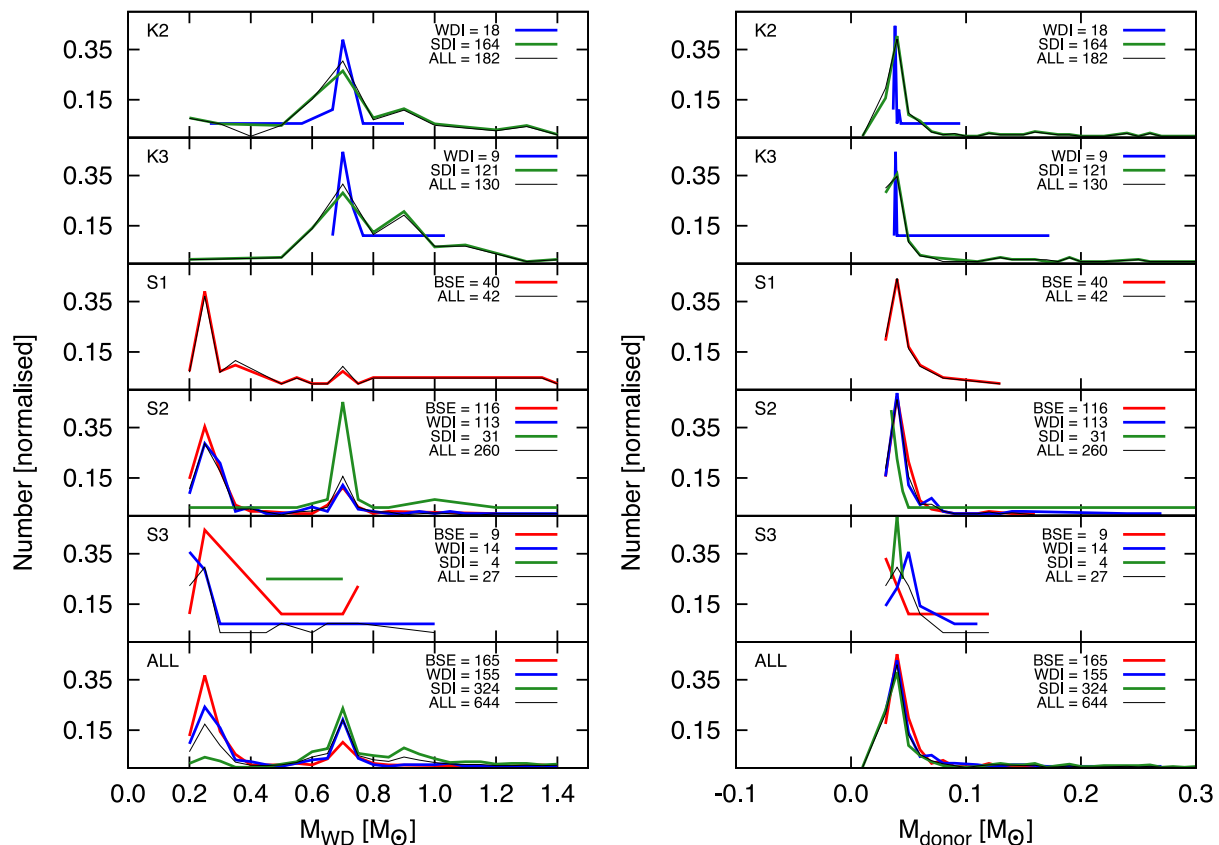 K2
WDI = 18
SDI = 164
ALL = 182
0.35
0.15
K3
WDI = 9
SDI = 121
ALL = 130
0.35
0.15
S1
BSE = 40
ALL = 42
0.35
0.15
S2
BSE = 116
WDI = 113
SDI = 31
ALL = 260
0.35
0.15
S3
BSE = 9
WDI = 14
SDI = 4
ALL = 27
0.35
0.15
ALL
BSE = 165
WDI = 155
SDI = 324
ALL = 644
0.35
0.15
Number [normalised]
0.0 0.2 0.4 0.6 0.8 1.0 1.2 1.4
M_WD [M_⊙]
K2
WDI = 18
SDI = 164
ALL = 182
0.35
0.15
K3
WDI = 9
SDI = 121
ALL = 130
0.35
0.15
S1
BSE = 40
ALL = 42
0.35
0.15
S2
BSE = 116
WDI = 113
SDI = 31
ALL = 260
0.35
0.15
S3
BSE = 9
WDI = 14
SDI = 4
ALL = 27
0.35
0.15
ALL
BSE = 165
WDI = 155
SDI = 324
ALL = 644
0.35
0.15
Number [normalised]
-0.1 0.0 0.1 0.2 0.3
M_donor [M_⊙]